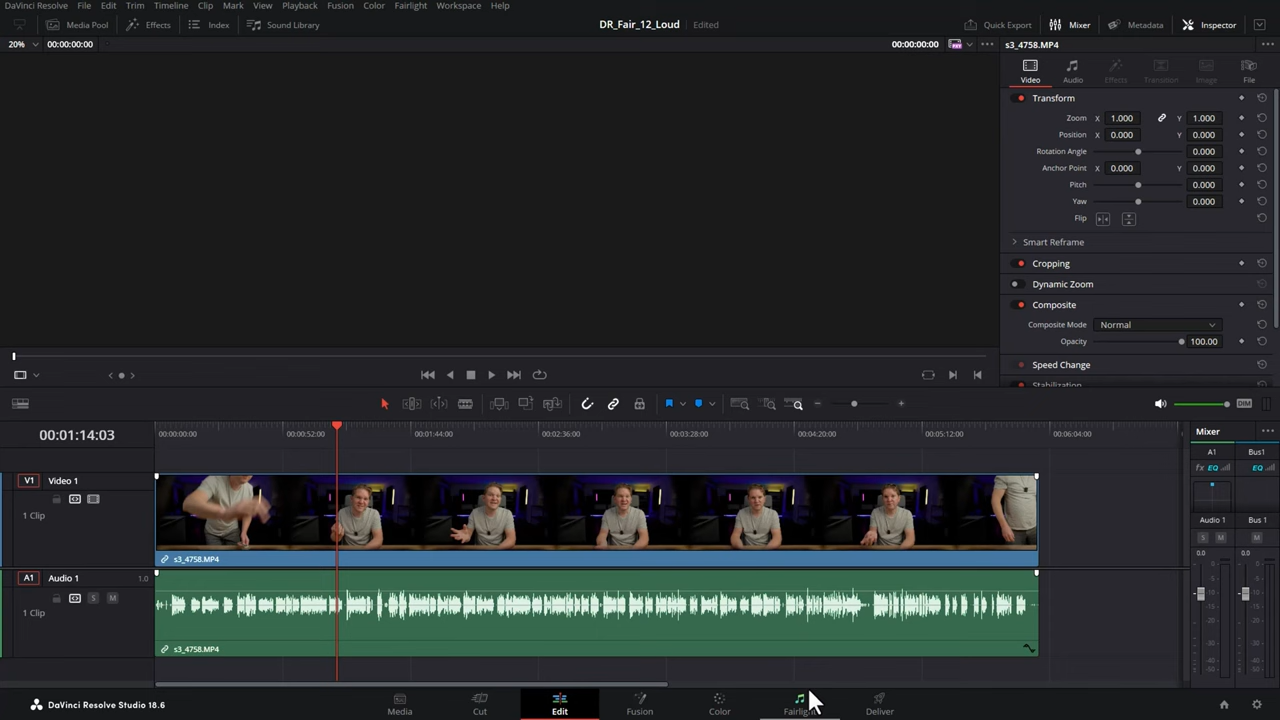 DaVinci Resolve File Edit Trim Timeline Clip Mark View Playback Fusion Color Fairlight Workspace Help
Media Pool Effects Index Sound Library DR_Fair_12_Loud Edited Quick Export Mixer Metadata Inspector
20% 00:00:00:00 00:00:00:00 s3_4758.MP4
Video Audio Effects Transition Image File
Transform
Zoom X 1.000 Y 1.000
Position X 0.000 Y 0.000
Rotation Angle 0.000
Anchor Point X 0.000 Y 0.000
Pitch 0.000
Yaw 0.000
Flip
Smart Reframe
Cropping
Dynamic Zoom
Composite
Composite Mode Normal
Opacity 100.00
Speed Change
Stabilization
DIM
00:01:14:03 00:00:00:00 00:00:52:00 00:01:44:00 00:02:36:00 00:03:28:00 00:04:20:00 00:05:12:00 00:06:04:00
Mixer
A1 Bus1
fx EQ EQ
V1 Video 1
1 Clip
s3_4758.MP4
Audio 1 Bus 1
S M M
0.0 0.0
A1 Audio 1 1.0
S M
1 Clip
s3_4758.MP4
DaVinci Resolve Studio 18.6
Media Cut Edit Fusion Color Fairlight Deliver